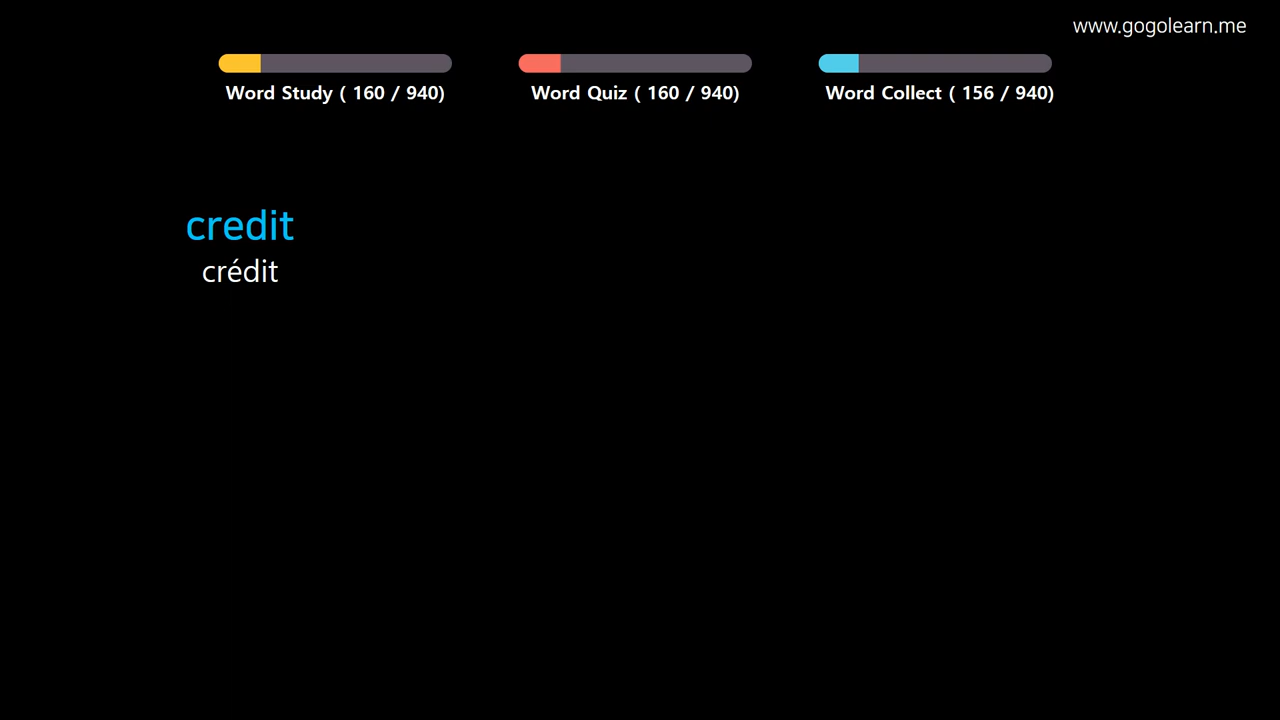 www.gogolearn.me
Word Study ( 160 / 940)
Word Quiz ( 160 / 940)
Word Collect ( 156 / 940)
credit
crédit